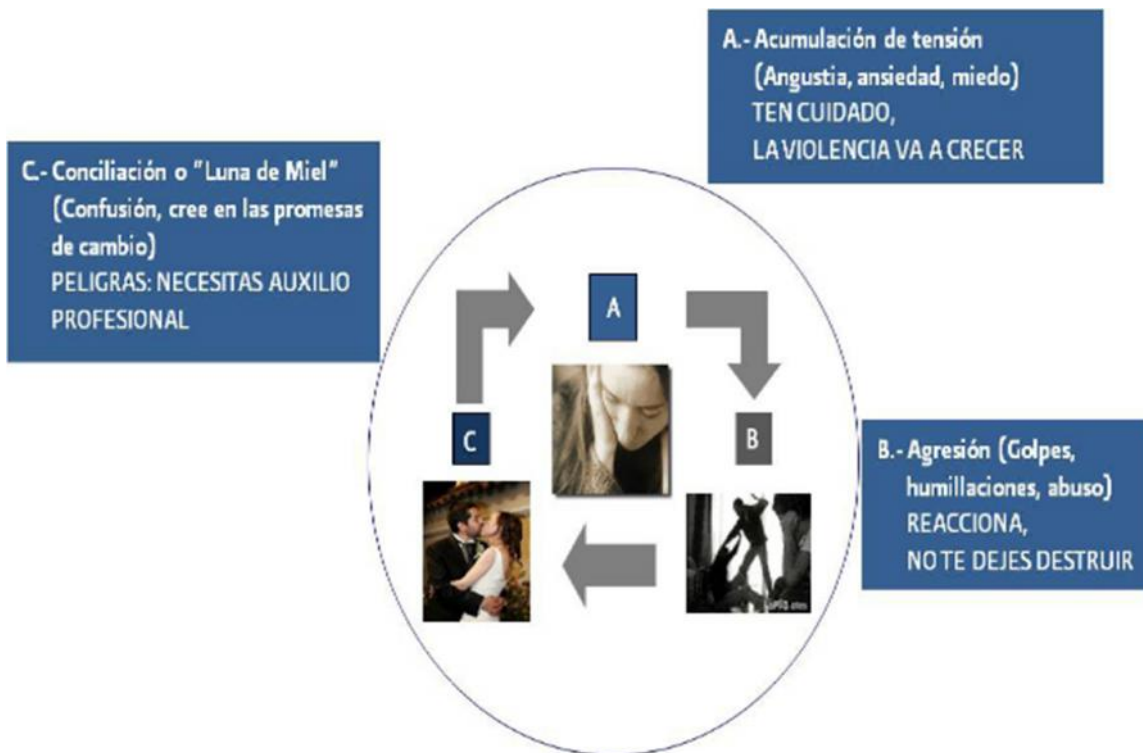 A.- Acumulación de tensión
(Angustia, ansiedad, miedo)
TEN CUIDADO,
LA VIOLENCIA VA A CRECER
C.- Conciliación o "Luna de Miel"
(Confusión, cree en las promesas
de cambio)
PELIGRAS: NECESITAS AUXILIO
PROFESIONAL
A
C
B
B.- Agresión (Golpes,
humillaciones, abuso)
REACCIONA,
NO TE DEJES DESTRUIR